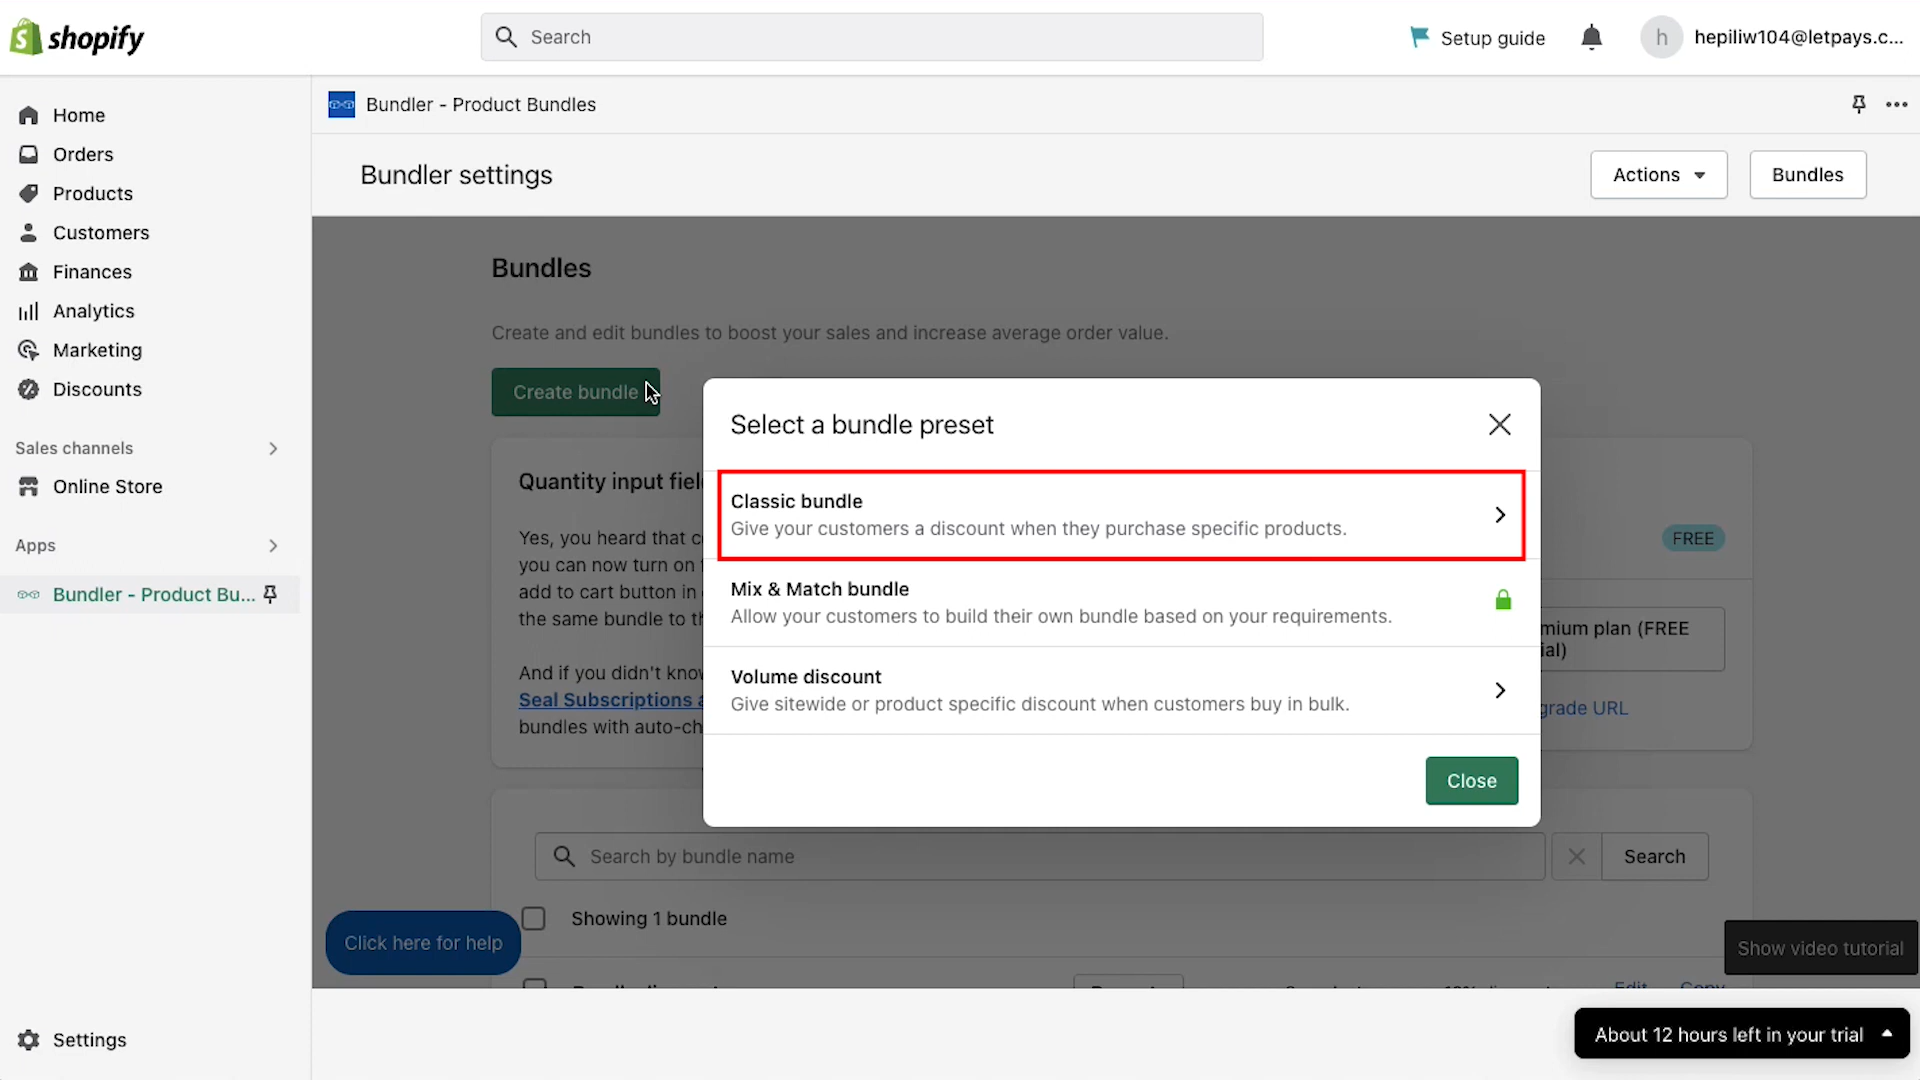 shopify
Search
Setup guide
h
hepiliw104@letpays.c...
Home
Orders
Products
Customers
Finances
Analytics
Marketing
Discounts
Sales channels
Online Store
Apps
Bundler - Product Bu...
Settings
Bundler - Product Bundles
Bundler settings
Actions
Bundles
Bundles
Create and edit bundles to boost your sales and increase average order value.
Create bundle
Quantity input fiel
Yes, you heard that c
you can now turn on
add to cart button in
the same bundle to th
And if you didn't know
Seal Subscriptions a
bundles with auto-ch
Select a bundle preset
Classic bundle
Give your customers a discount when they purchase specific products.
Mix & Match bundle
Allow your customers to build their own bundle based on your requirements.
Volume discount
Give sitewide or product specific discount when customers buy in bulk.
Close
FREE
mium plan (FREE
ial)
grade URL
Search by bundle name
Search
Showing 1 bundle
Edit
Copy
Click here for help
Show video tutorial
About 12 hours left in your trial